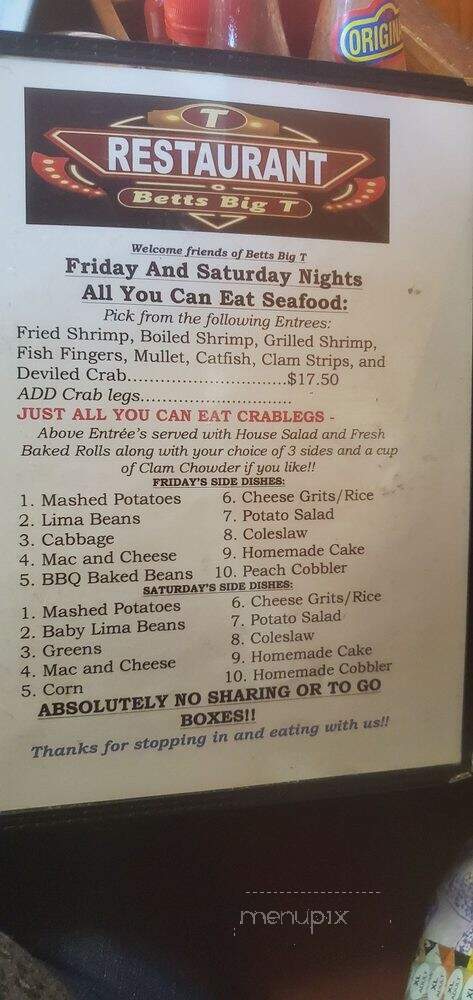 ORIGIN
T
RESTAURANT
Betts Big T
Welcome friends of Betts Big T
Friday And Saturday Nights
All You Can Eat Seafood:
Pick from the following Entrees:
Fried Shrimp, Boiled Shrimp, Grilled Shrimp,
Fish Fingers, Mullet, Catfish, Clam Strips, and
Deviled Crab..............................$17.50
ADD Crab legs............................
JUST ALL YOU CAN EAT CRABLEGS -
Above Entrée's served with House Salad and Fresh
Baked Rolls along with your choice of 3 sides and a cup
of Clam Chowder if you like!!
FRIDAY'S SIDE DISHES:
1. Mashed Potatoes
2. Lima Beans
3. Cabbage
4. Mac and Cheese
5. BBQ Baked Beans
6. Cheese Grits/Rice
7. Potato Salad
8. Coleslaw
9. Homemade Cake
10. Peach Cobbler
SATURDAY'S SIDE DISHES:
1. Mashed Potatoes
2. Baby Lima Beans
3. Greens
4. Mac and Cheese
5. Corn
6. Cheese Grits/Rice
7. Potato Salad
8. Coleslaw
9. Homemade Cake
10. Homemade Cobbler
ABSOLUTELY NO SHARING OR TO GO
BOXES!!
Thanks for stopping in and eating with us!!
menupix